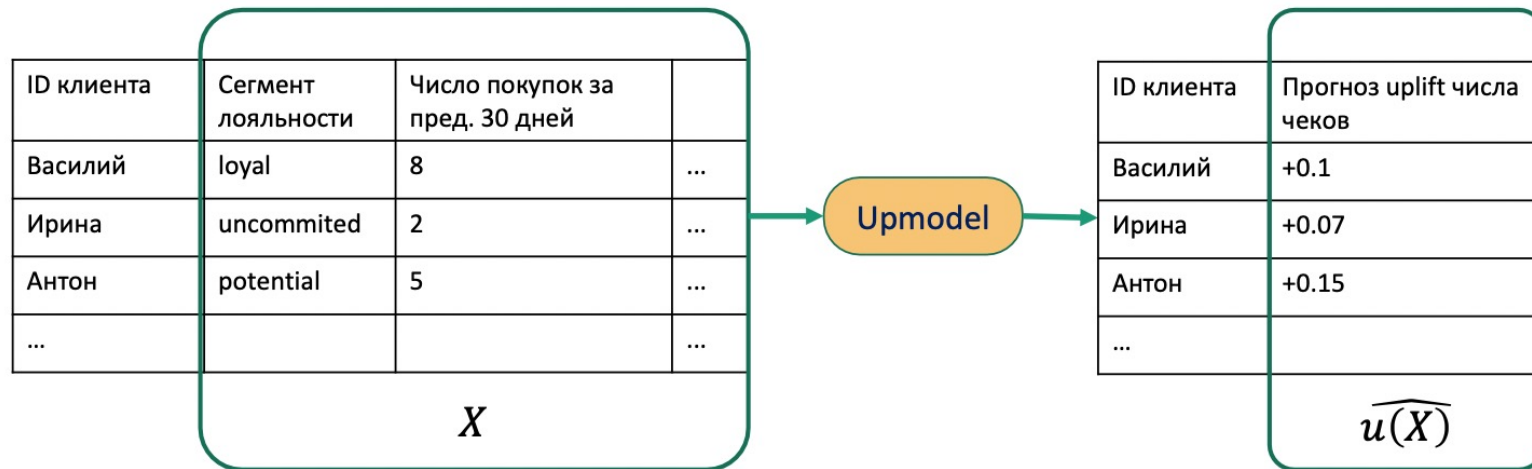 ID клиента Сегмент лояльности Число покупок за пред. 30 дней
Василий loyal 8 ...
Ирина uncommited 2 ...
Антон potential 5 ...
... ...
X
Upmodel
ID клиента Прогноз uplift числа чеков
Василий +0.1
Ирина +0.07
Антон +0.15
...
\widehat{u(X)}